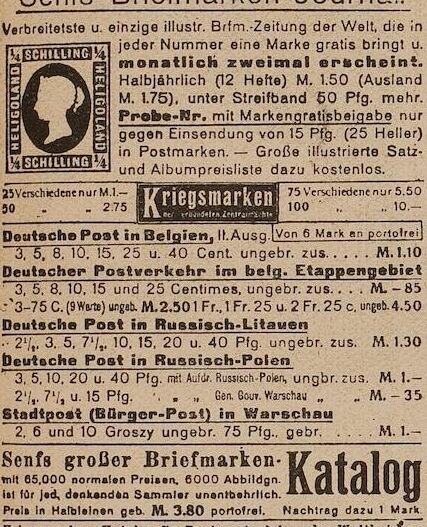 Senfs Briefmarken-Journal.
Verbreitetste u. einzige illustr. Brfm.-Zeitung der Welt, die in
jeder Nummer eine Marke gratis bringt u.
monatlich zweimal erscheint.
Halbjährlich (12 Hefte) M. 1.50 (Ausland
M. 1.75), unter Streifband 50 Pfg. mehr.
Probe-Nr. mit Markengratisbeigabe nur
gegen Einsendung von 15 Pfg. (25 Heller)
in Postmarken. — Große illustrierte Satz-
und Albumpreisliste dazu kostenlos.
¼ SCHILLING ¼
HELIGOLAND
HELIGOLAND
¼ SCHILLING ¼
25 Verschiedene nur M. 1.—
50 „ „ 2.75
Kriegsmarken
der verbündeten Zentralmächte
75 Verschiedene nur 5.50
100 „ „ 10.—
Deutsche Post in Belgien, II. Ausg. Von 6 Mark an portofrei
3, 5, 8, 10, 15, 25 u. 40 Cent. ungebr. zus. . . . . M. 1.10
Deutscher Postverkehr im belg. Etappengebiet
3, 5, 8, 10, 15 und 25 Centimes, ungebr. zus. . . . M. —85
3–75 C. (9 Werte) ungeb. M. 2.50 1 Fr., 1 Fr. 25 u. 2 Fr. 25 c. ungeb. 4.50
Deutsche Post in Russisch-Litauen
2½, 3, 5, 7½, 10, 15, 20 u. 40 Pfg. ungebr. zus. M. 1.30
Deutsche Post in Russisch-Polen
3, 5, 10, 20 u. 40 Pfg. mit Aufdr. Russisch-Polen, ungbr. zus. M. 1.—
2½, 7½ u. 15 Pfg. „ „ Gen. Gouv. Warschau „ „ M. —35
Stadtpost (Bürger-Post) in Warschau
2, 6 und 10 Groszy ungebr. 75 Pfg., gebr. . . . . M. 1.—
Senfs großer Briefmarken-
Katalog
mit 65,000 normalen Preisen, 6000 Abbildgn.
ist für jed. denkenden Sammler unentbehrlich.
Preis in Halbleinen geb. M. 3.80 portofrei. Nachtrag dazu 1 Mark.